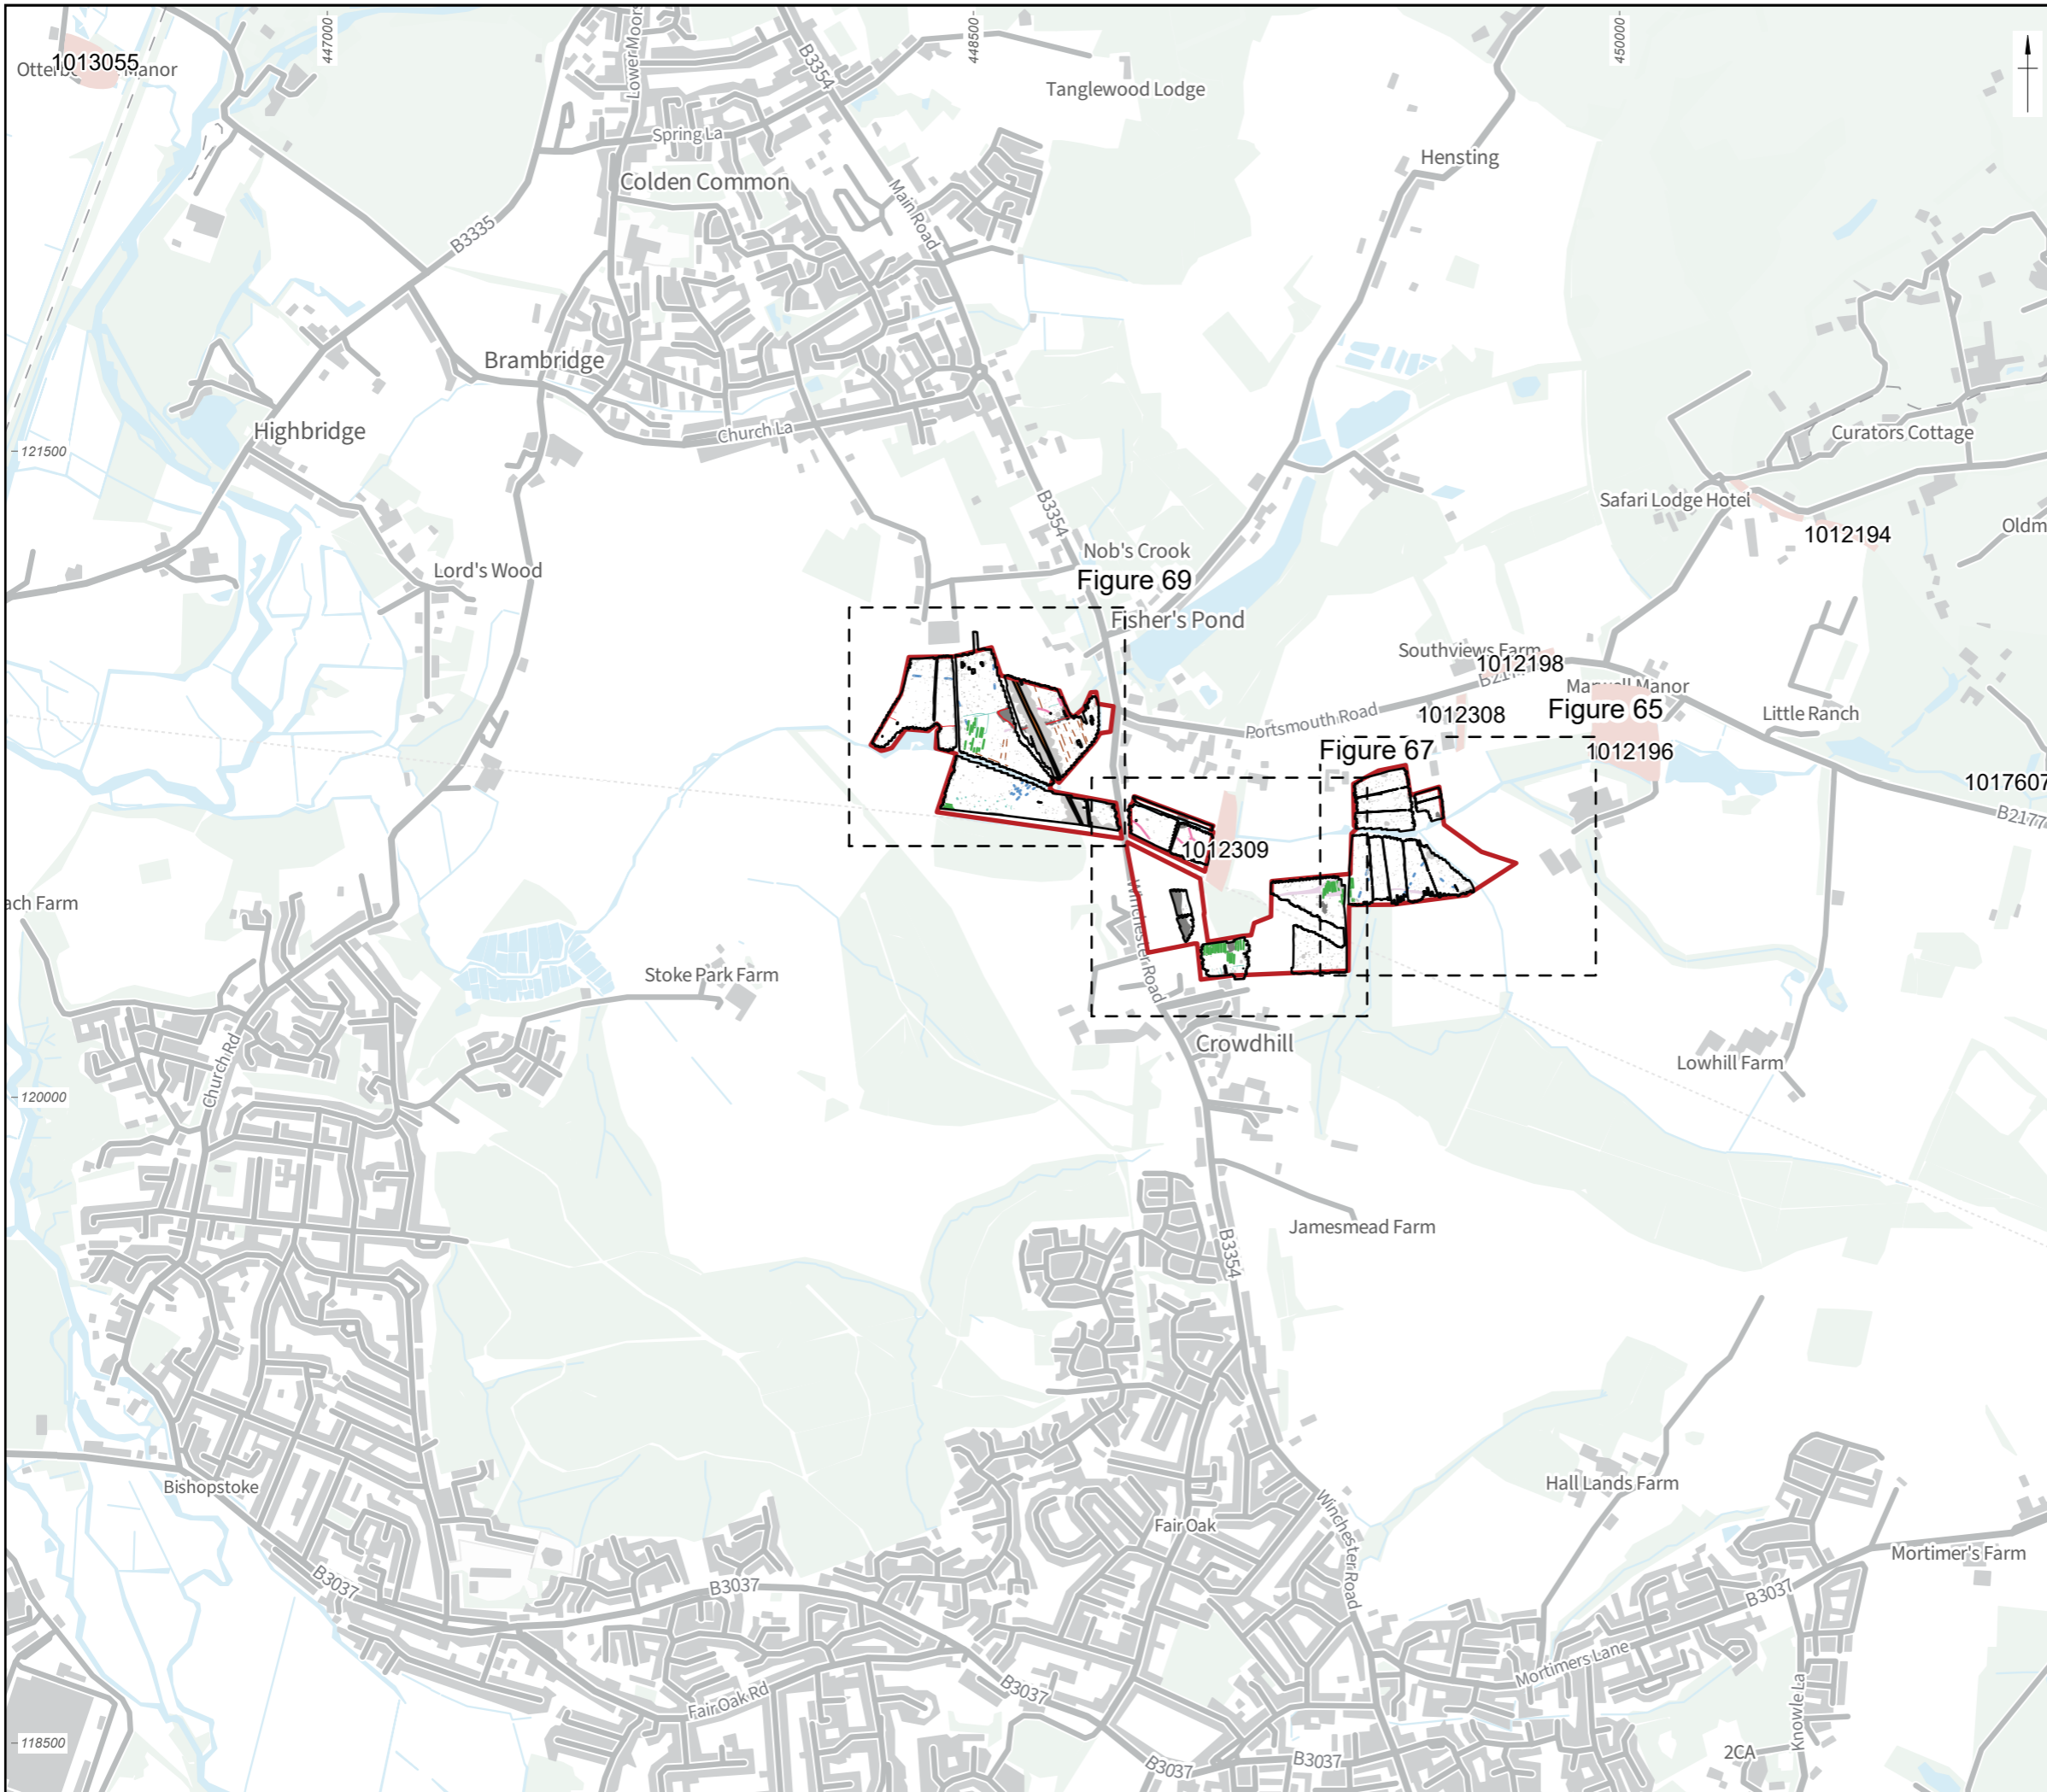 447000
448500
450000
1013055
Lower Moors
B3354
Tanglewood Lodge
Spring La
Hensting
Colden Common
Main Road
B3335
Brambridge
Highbridge
Church La
Curators Cottage
121500
Safari Lodge Hotel
B3354
1012194
Nob's Crook
Lord's Wood
Figure 69
Fisher's Pond
Southviews Farm
1012198
Manor
1012308
Figure 65
Little Ranch
Portsmouth Road
Figure 67
1012196
1017607
B2177
1012309
Winchester Road
Farm
Stoke Park Farm
Crowdhill
Lowhill Farm
Church Rd
120000
Jamesmead Farm
B3354
Bishopstoke
Hall Lands Farm
Fair Oak
Winchester Road
Mortimer's Farm
B3037
B3037
B3037
Mortimers Lane
Fair Oak Rd
B3037
Knowle La
118500
2CA
B3037
B3037